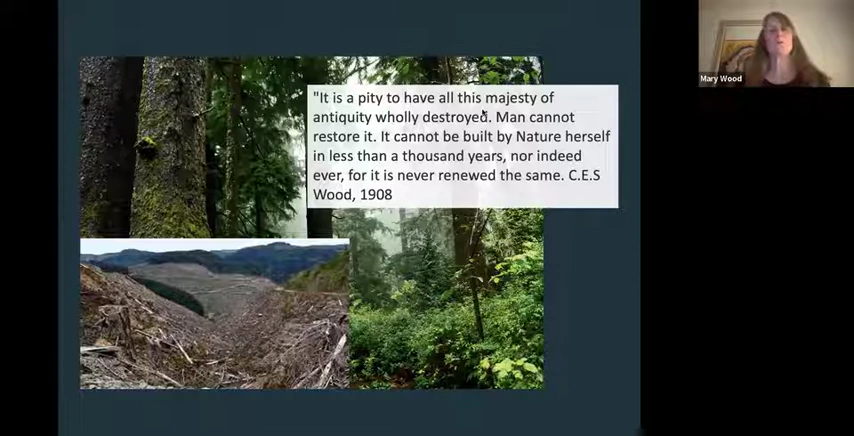 "It is a pity to have all this majesty of
antiquity wholly destroyed. Man cannot
restore it. It cannot be built by Nature herself
in less than a thousand years, nor indeed
ever, for it is never renewed the same. C.E.S
Wood, 1908
Mary Wood